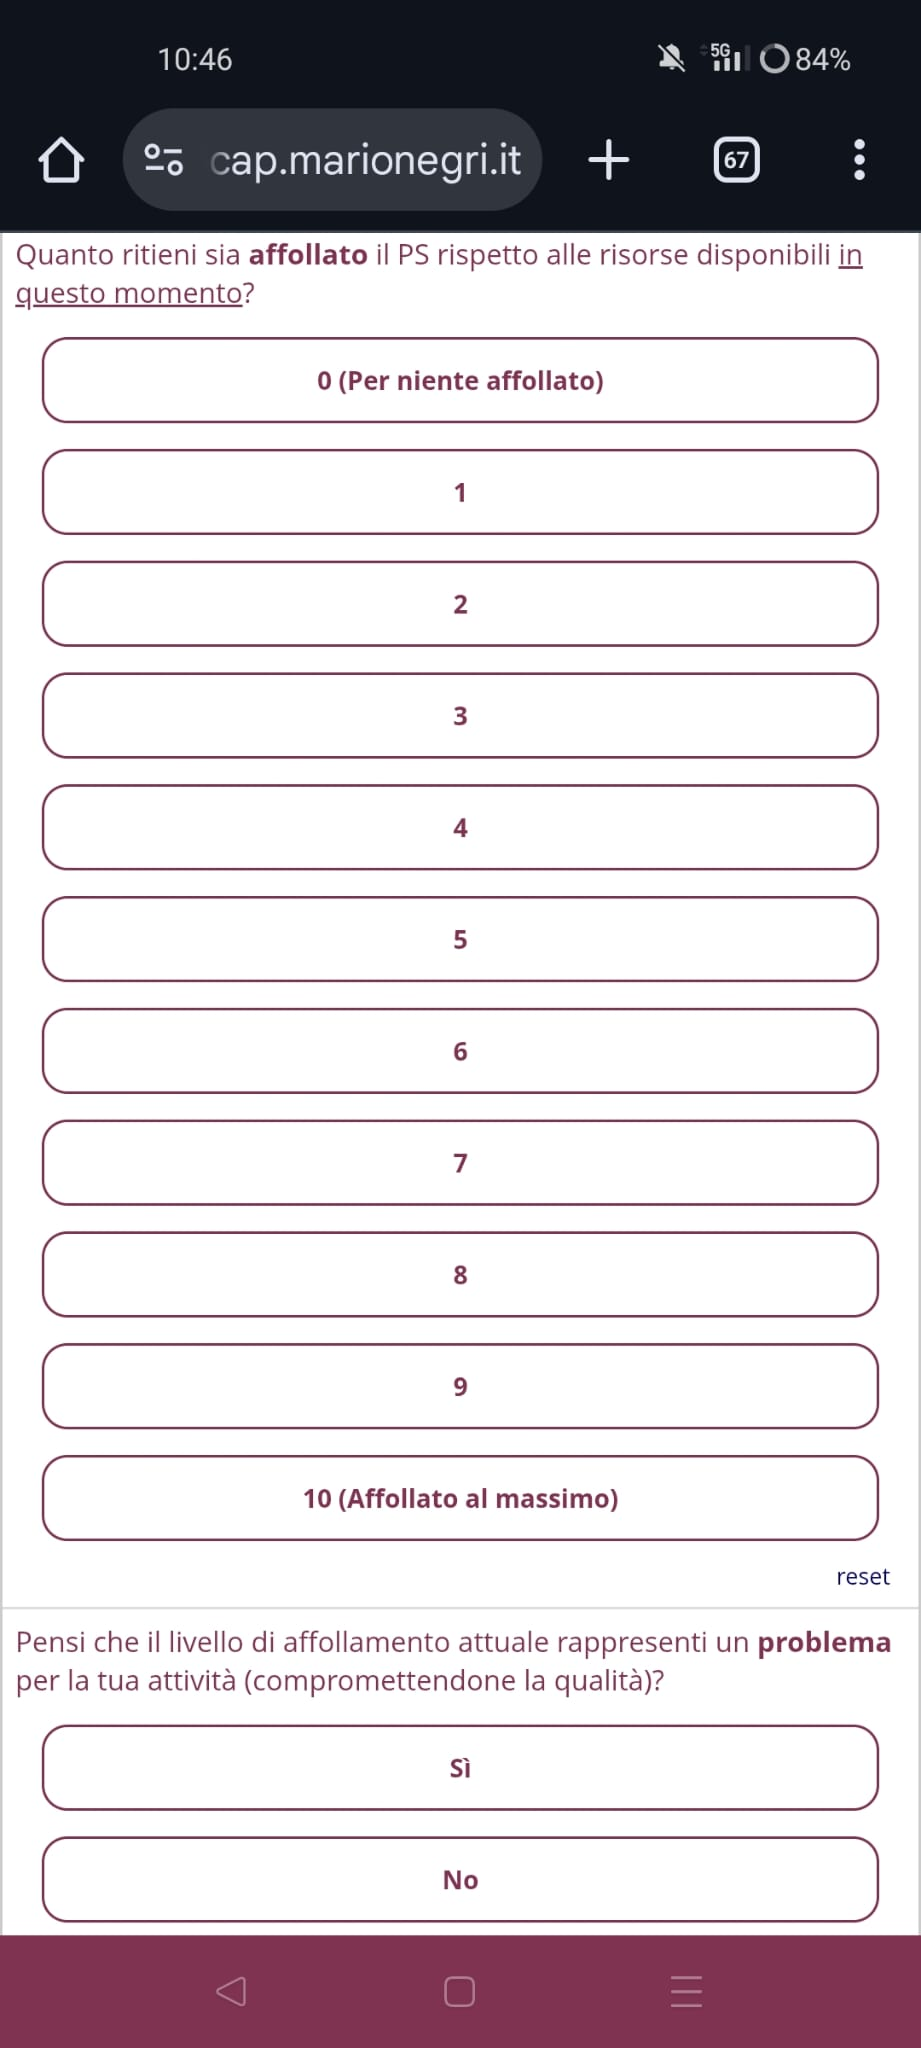 10:46
5G
84%
cap.marionegri.it
67
Quanto ritieni sia affollato il PS rispetto alle risorse disponibili in
questo momento?
0 (Per niente affollato)
1
2
3
4
5
6
7
8
9
10 (Affollato al massimo)
reset
Pensi che il livello di affollamento attuale rappresenti un problema
per la tua attività (compromettendone la qualità)?
Sì
No